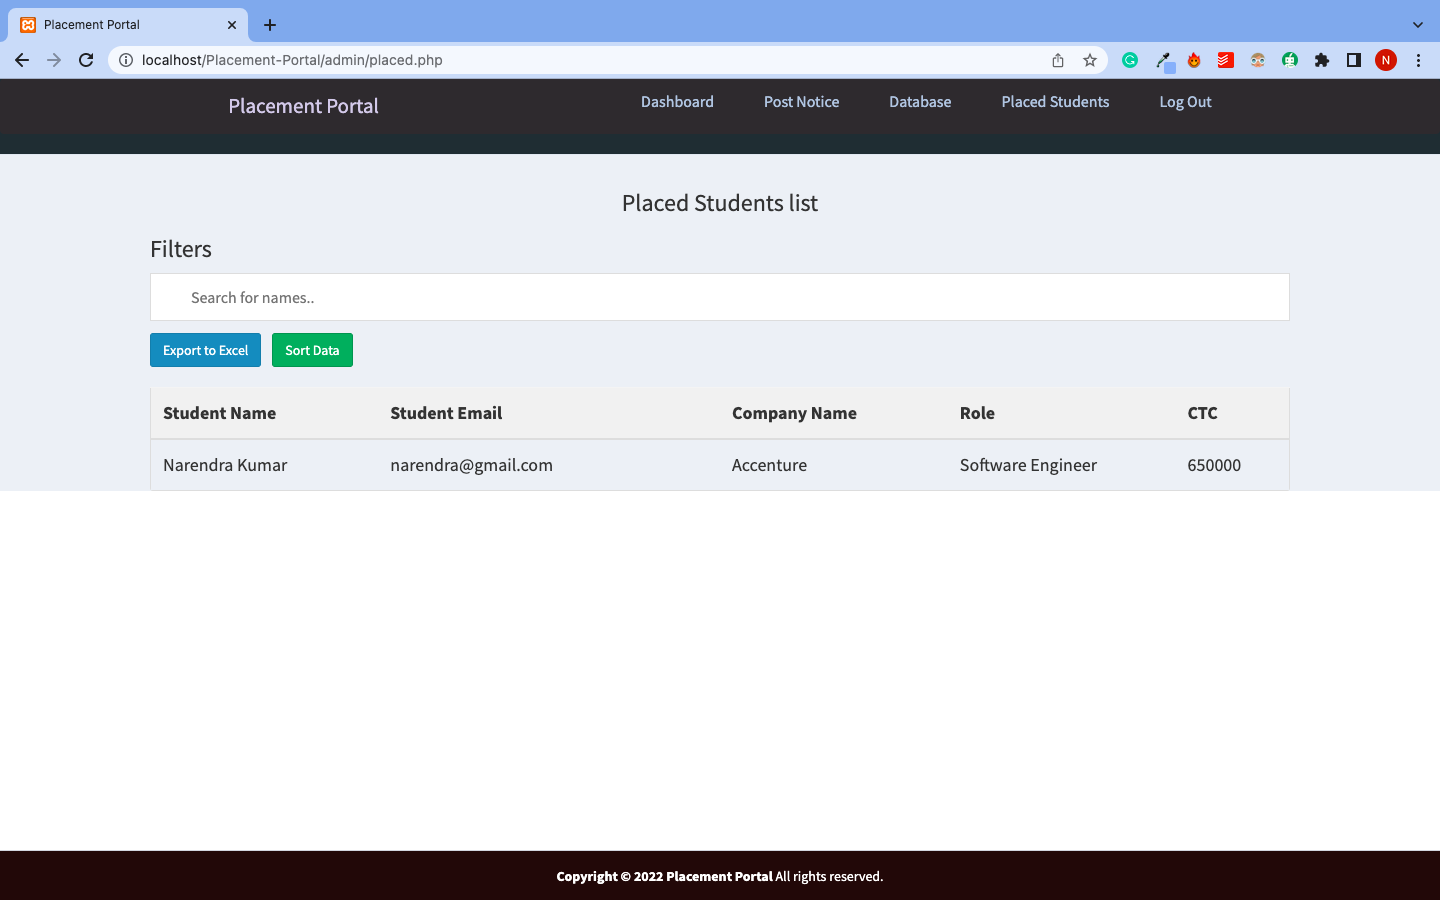 Placement Portal
localhost/Placement-Portal/admin/placed.php
N
Placement Portal Dashboard Post Notice Database Placed Students Log Out
Placed Students list
Filters
Search for names..
Export to Excel Sort Data
Student Name Student Email Company Name Role CTC
Narendra Kumar narendra@gmail.com Accenture Software Engineer 650000
Copyright © 2022 Placement Portal All rights reserved.